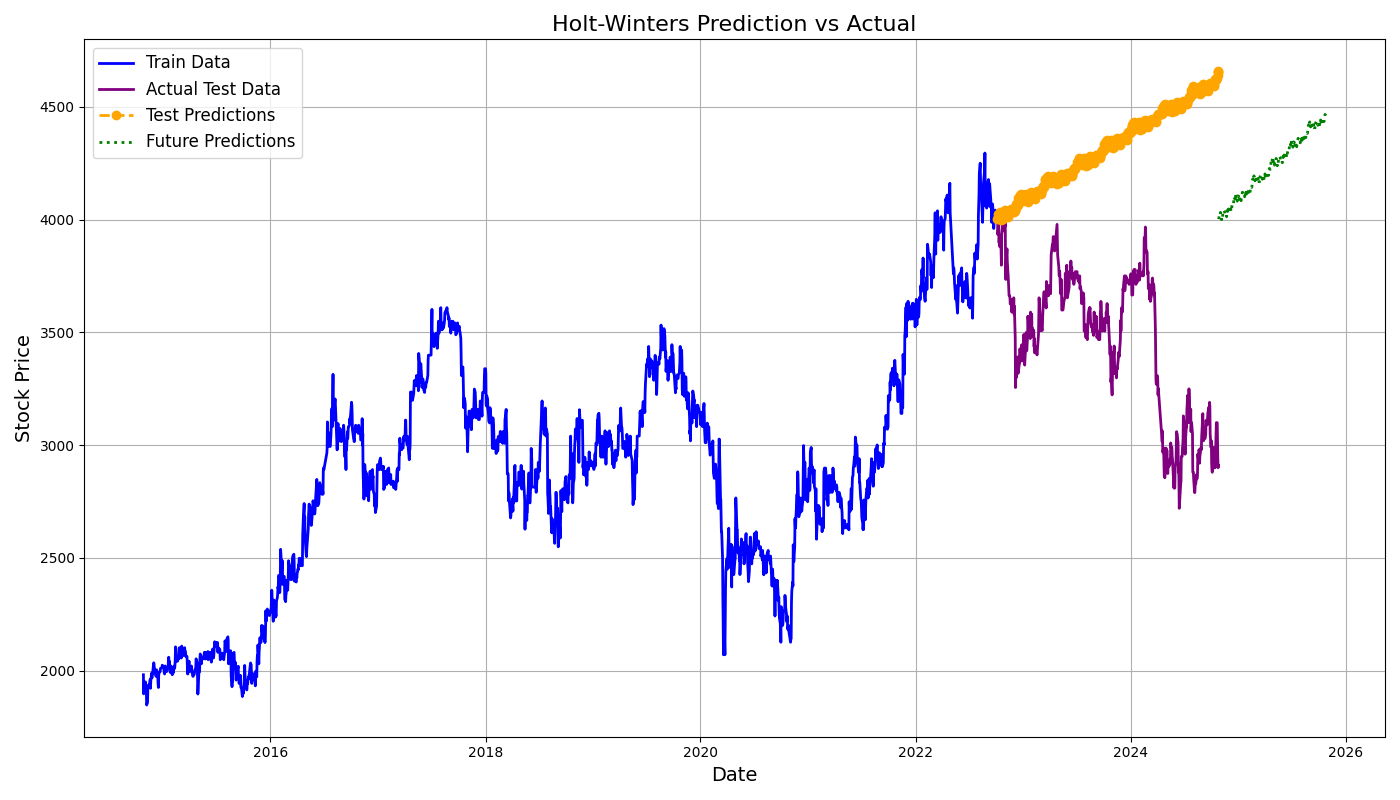 Holt-Winters Prediction vs Actual
Train Data
Actual Test Data
Test Predictions
Future Predictions
Stock Price
4500
4000
3500
3000
2500
2000
2016
2018
2020
2022
2024
2026
Date